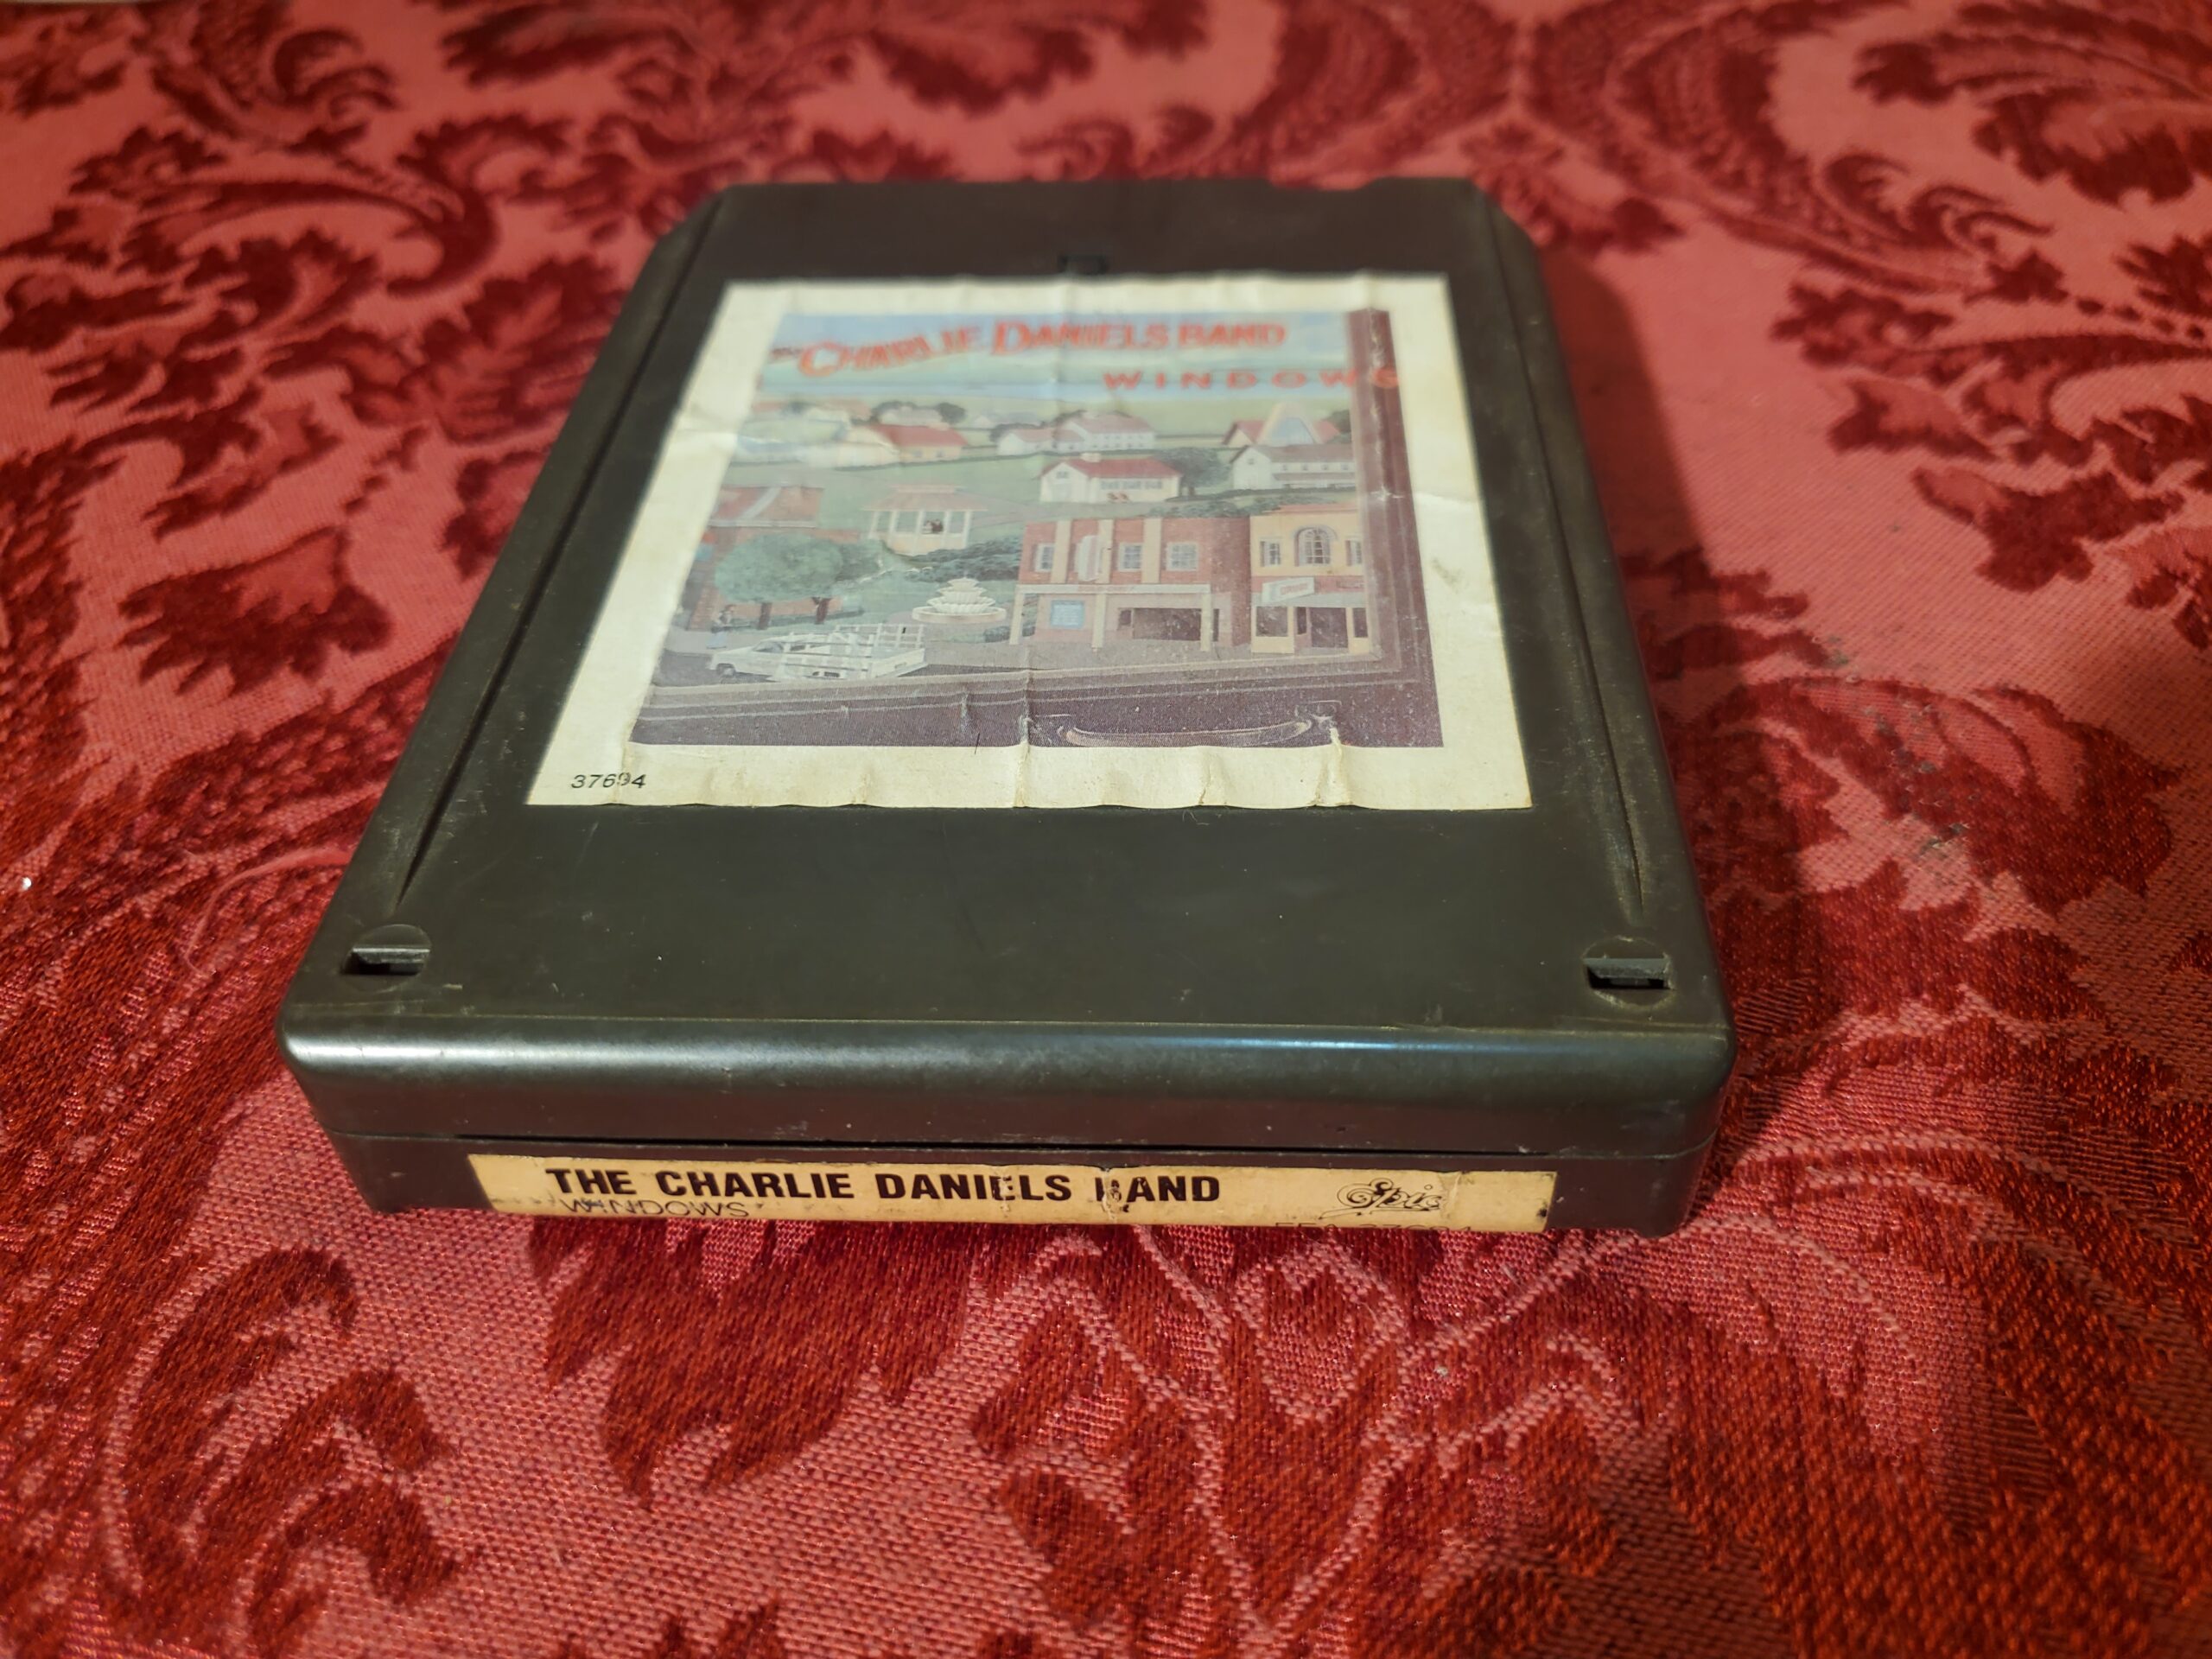 THE CHARLIE DANIELS BAND
WINDOWS
37694
THE CHARLIE DANIELS BAND
WINDOWS
Epic